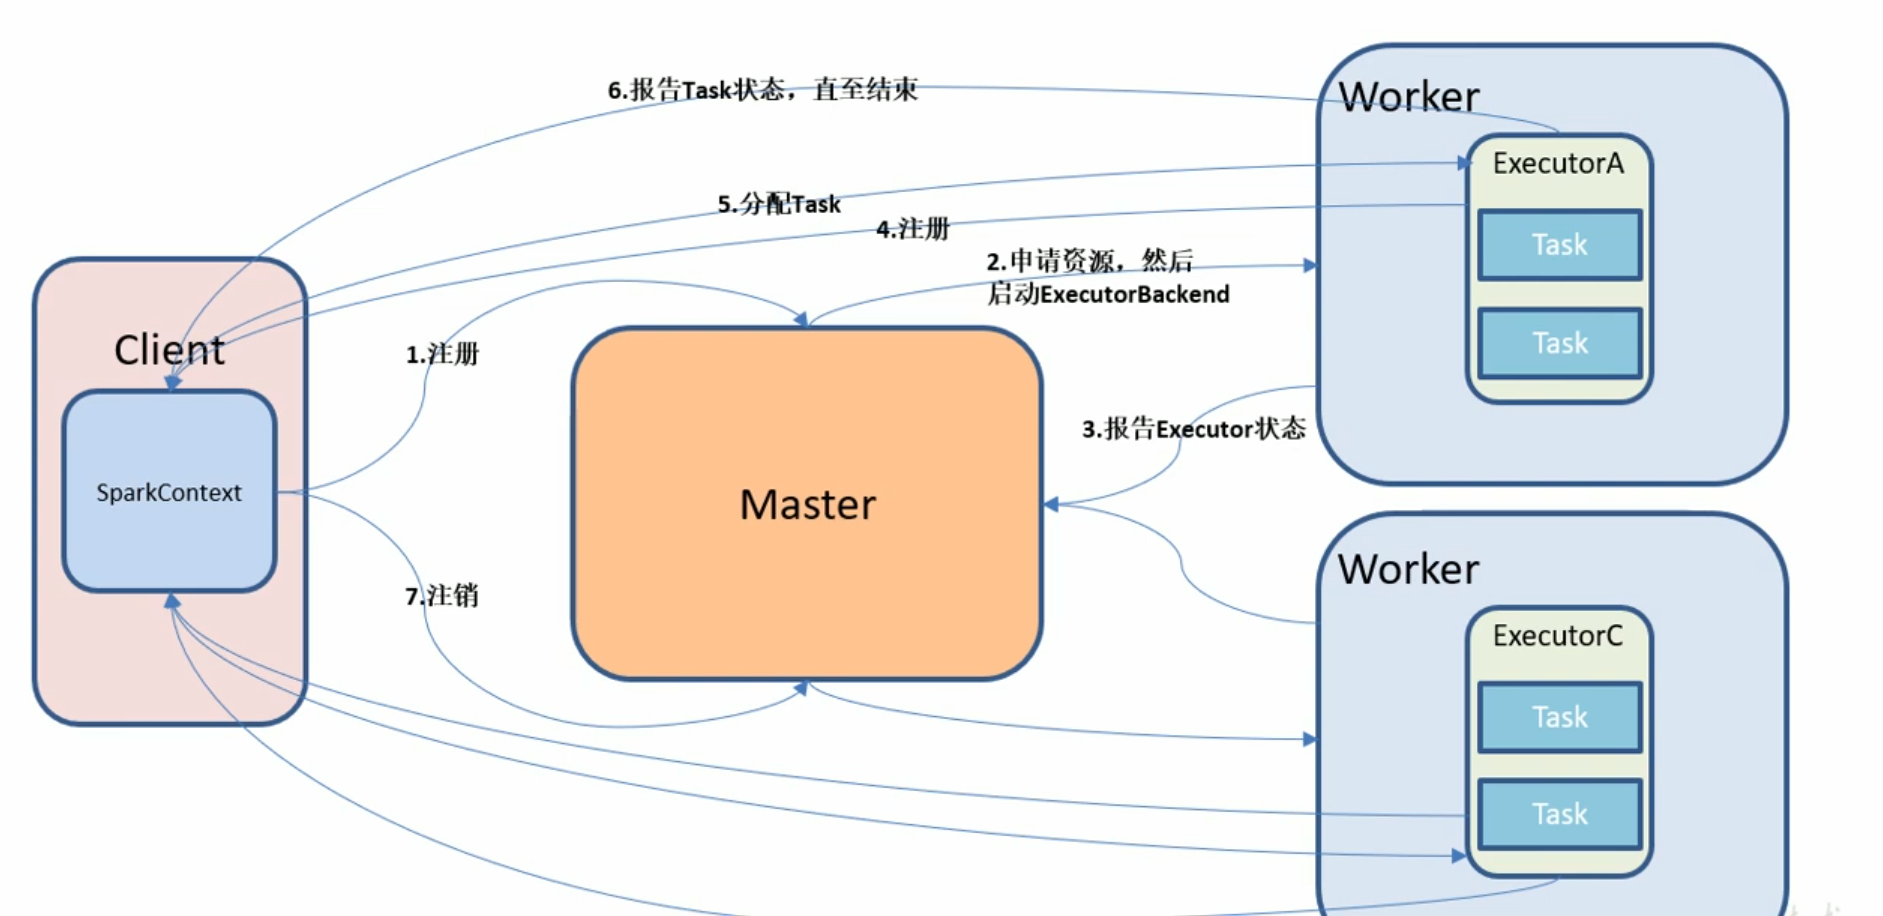 6.报告Task状态，直至结束
Worker
ExecutorA
5.分配Task
4.注册
Task
2.申请资源，然后
启动ExecutorBackend
Client
1.注册
Task
3.报告Executor状态
SparkContext
Master
Worker
7.注销
ExecutorC
Task
Task